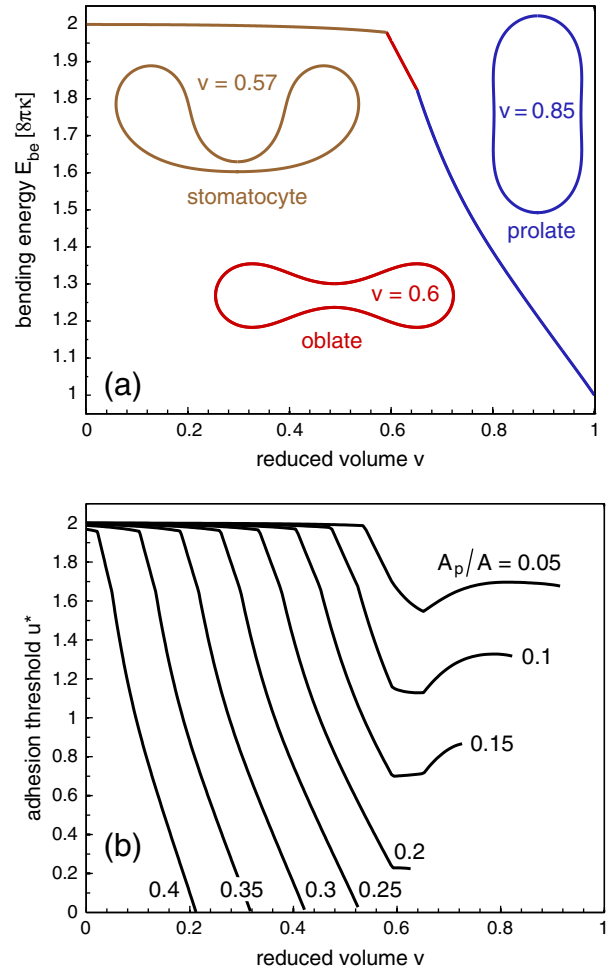 2
1.9
1.8
1.7
1.6
1.5
1.4
1.3
1.2
1.1
1
bending energy E_be [8πκ]
v = 0.57
stomatocyte
v = 0.85
prolate
v = 0.6
oblate
(a)
0 0.2 0.4 0.6 0.8 1
reduced volume v
2
1.8
1.6
1.4
1.2
1
0.8
0.6
0.4
0.2
0
adhesion threshold u*
A_p/A = 0.05
0.1
0.15
0.2
0.4 0.35 0.3 0.25
(b)
0 0.2 0.4 0.6 0.8 1
reduced volume v